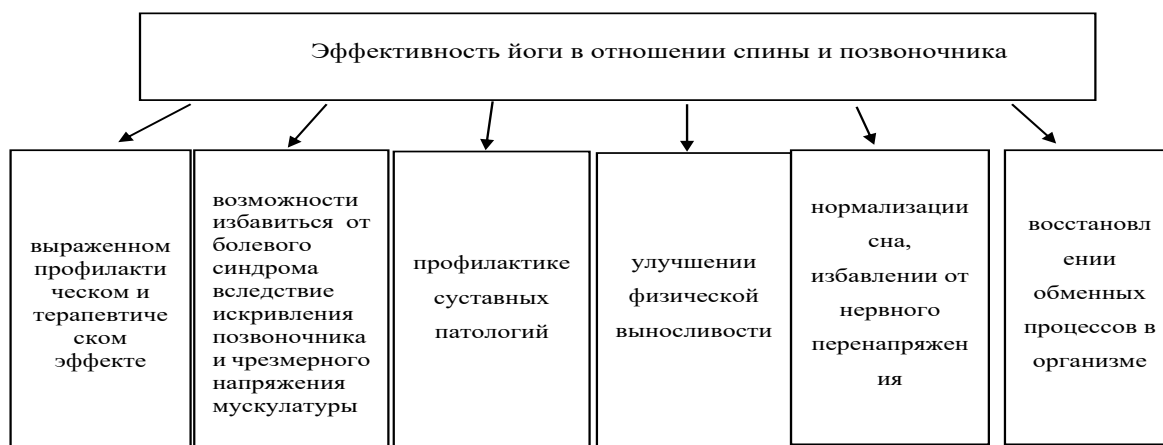 Эффективность йоги в отношении спины и позвоночника
выраженном
профилакти
ческом и
терапевтиче
ском
эффекте
возможности
избавиться от
болевого
синдрома
вследствие
искривления
позвоночника
и чрезмерного
напряжения
мускулатуры
профилактике
суставных
патологий
улучшении
физической
выносливости
нормализации
сна,
избавлении от
нервного
перенапряжен
ия
восстановл
ении
обменных
процессов в
организме